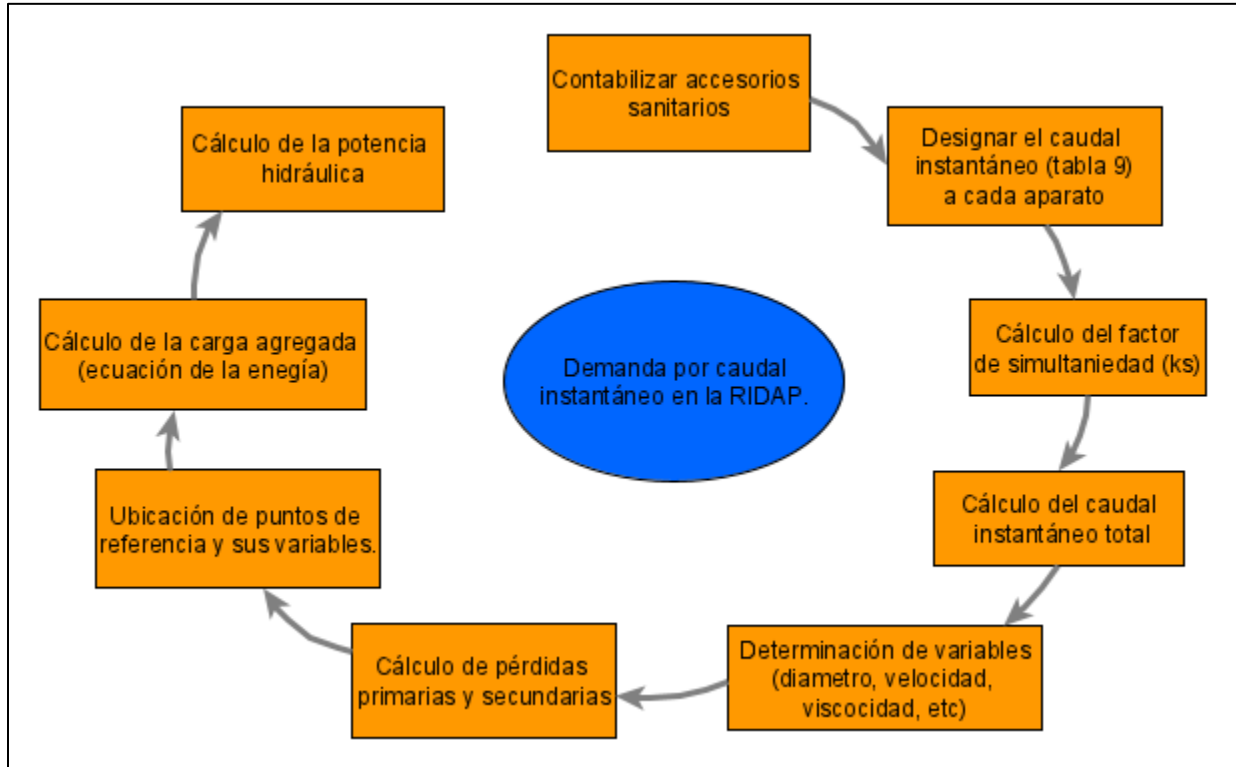 Contabilizar accesorios
sanitarios
Designar el caudal
instantáneo (tabla 9)
a cada aparato
Cálculo del factor
de simultaniedad (ks)
Cálculo del caudal
instantáneo total
Determinación de variables
(diametro, velocidad,
viscocidad, etc)
Cálculo de pérdidas
primarias y secundarias
Ubicación de puntos de
referencia y sus variables.
Cálculo de la carga agregada
(ecuación de la enegía)
Cálculo de la potencia
hidráulica
Demanda por caudal
instantáneo en la RIDAP.